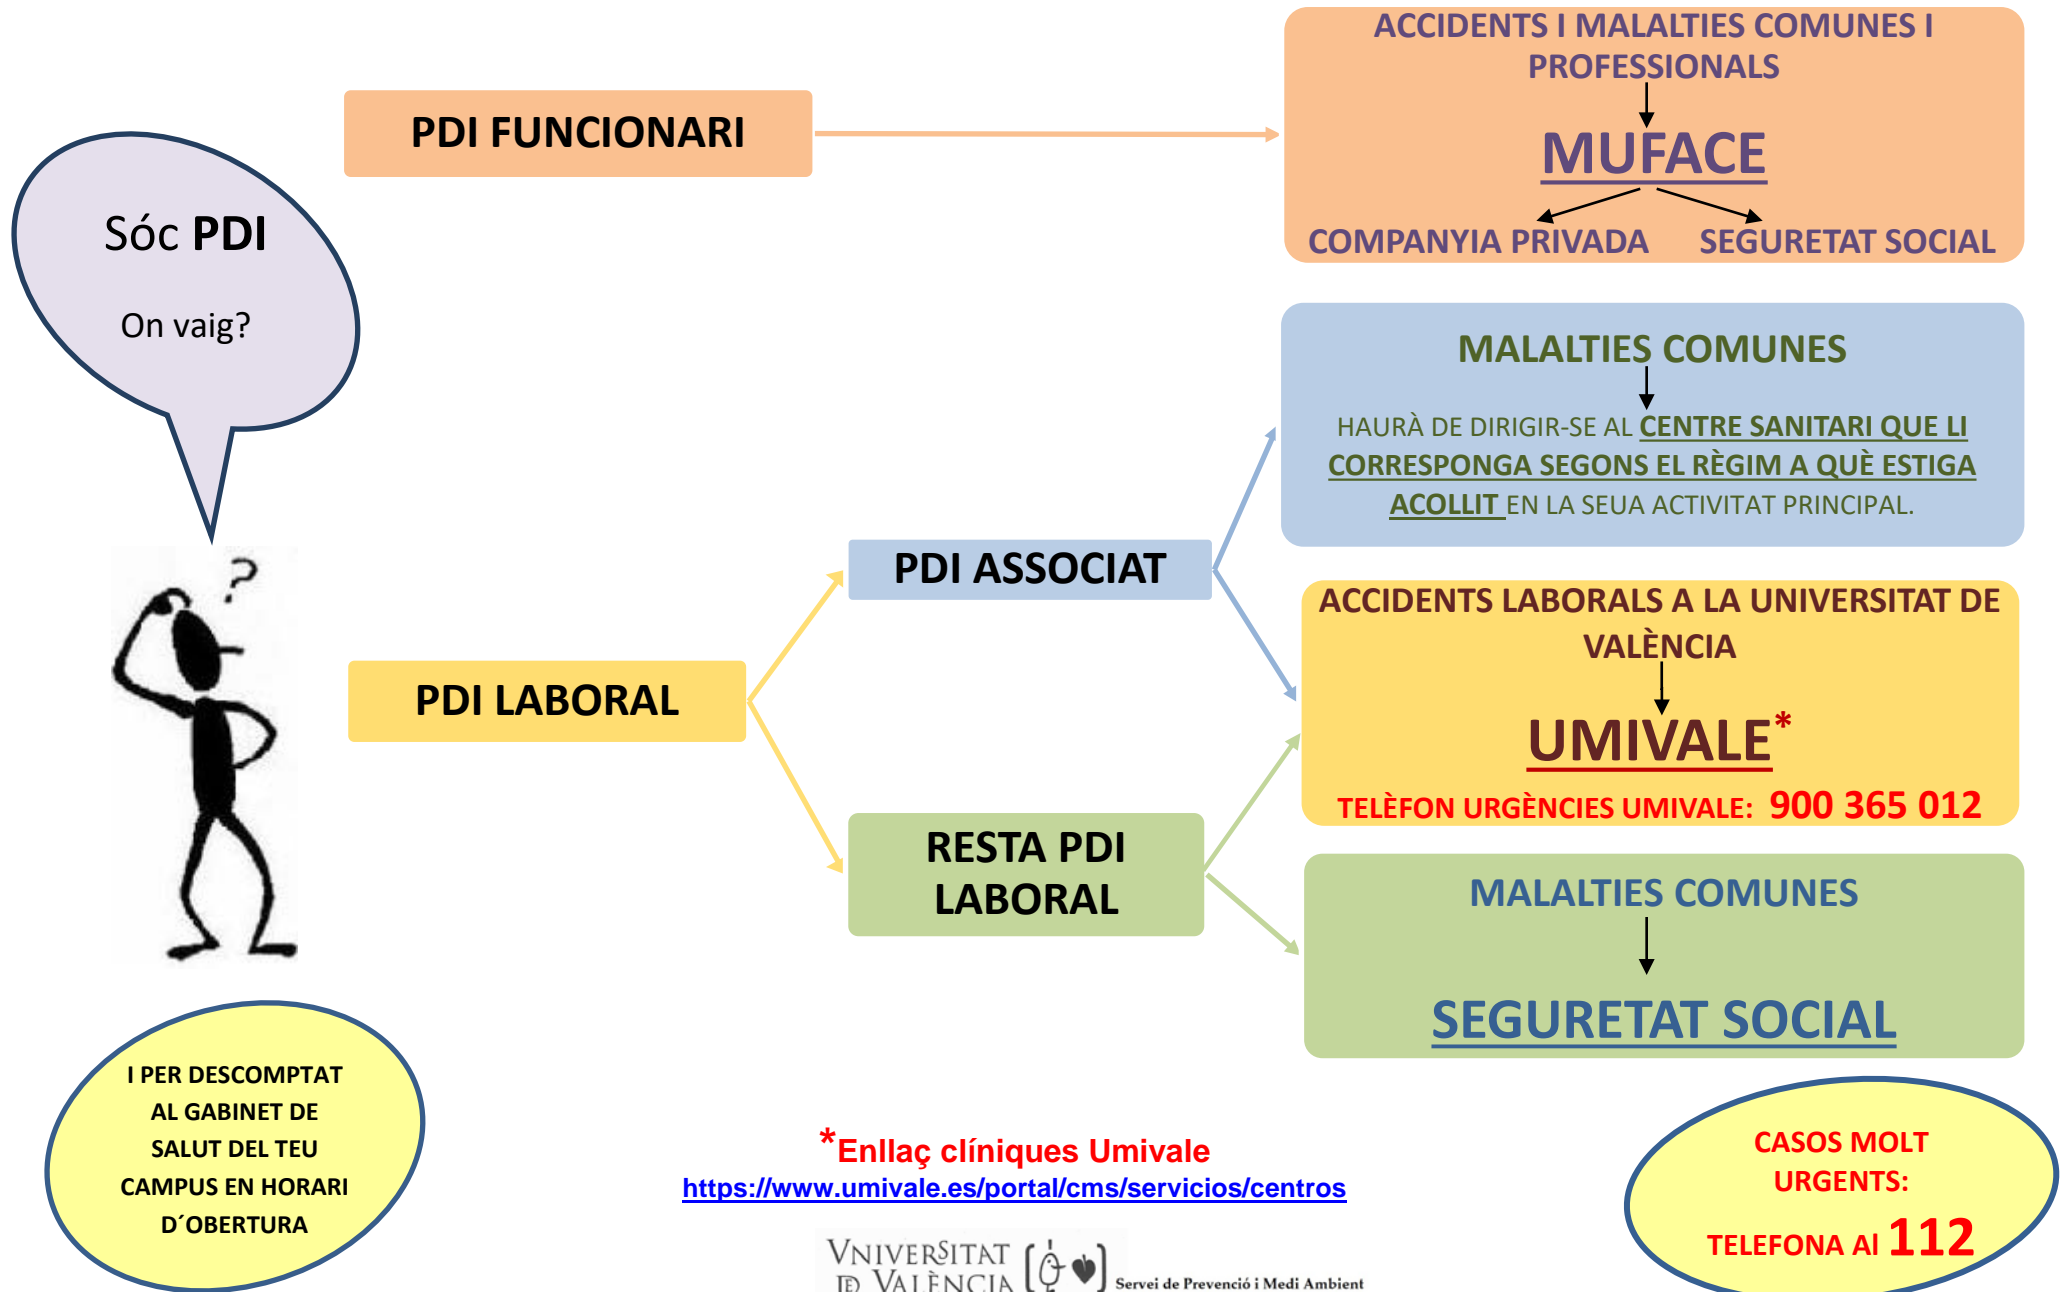 Sóc PDI
On vaig?
?
PDI FUNCIONARI
ACCIDENTS I MALALTIES COMUNES I
PROFESSIONALS
MUFACE
COMPANYIA PRIVADA SEGURETAT SOCIAL
PDI LABORAL
PDI ASSOCIAT
MALALTIES COMUNES
HAURÀ DE DIRIGIR-SE AL CENTRE SANITARI QUE LI
CORRESPONGA SEGONS EL RÈGIM A QUÈ ESTIGA
ACOLLIT EN LA SEUA ACTIVITAT PRINCIPAL.
ACCIDENTS LABORALS A LA UNIVERSITAT DE
VALÈNCIA
UMIVALE*
TELÈFON URGÈNCIES UMIVALE: 900 365 012
RESTA PDI
LABORAL
MALALTIES COMUNES
SEGURETAT SOCIAL
I PER DESCOMPTAT
AL GABINET DE
SALUT DEL TEU
CAMPUS EN HORARI
D´OBERTURA
*Enllaç clíniques Umivale
https://www.umivale.es/portal/cms/servicios/centros
VNIVERSITAT
DE VALÈNCIA Servei de Prevenció i Medi Ambient
CASOS MOLT
URGENTS:
TELEFONA Al 112